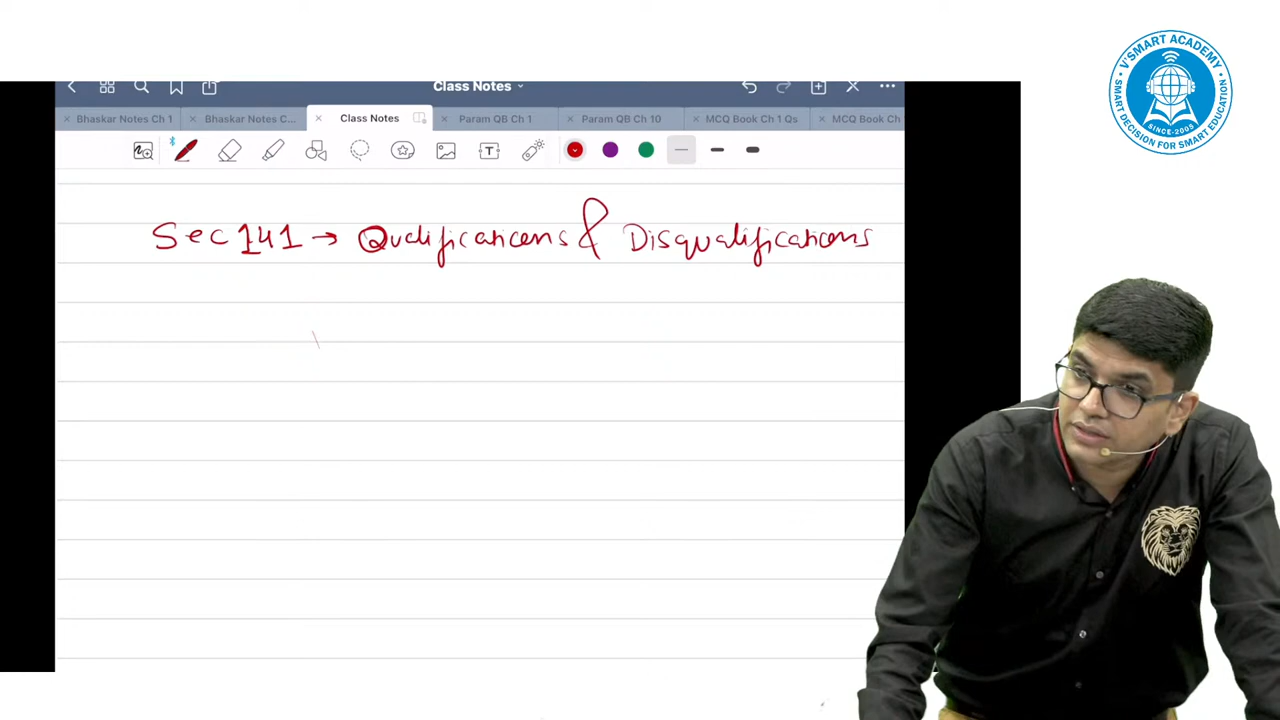 V'SMART ACADEMY
SINCE-2005
SMART DECISION FOR SMART EDUCATION
Class Notes
Bhaskar Notes Ch 1
Bhaskar Notes C...
Class Notes
Param QB Ch 1
Param QB Ch 10
MCQ Book Ch 1 Qs
MCQ Book Ch
T
Sec 141 → Qualifications & Disqualifications